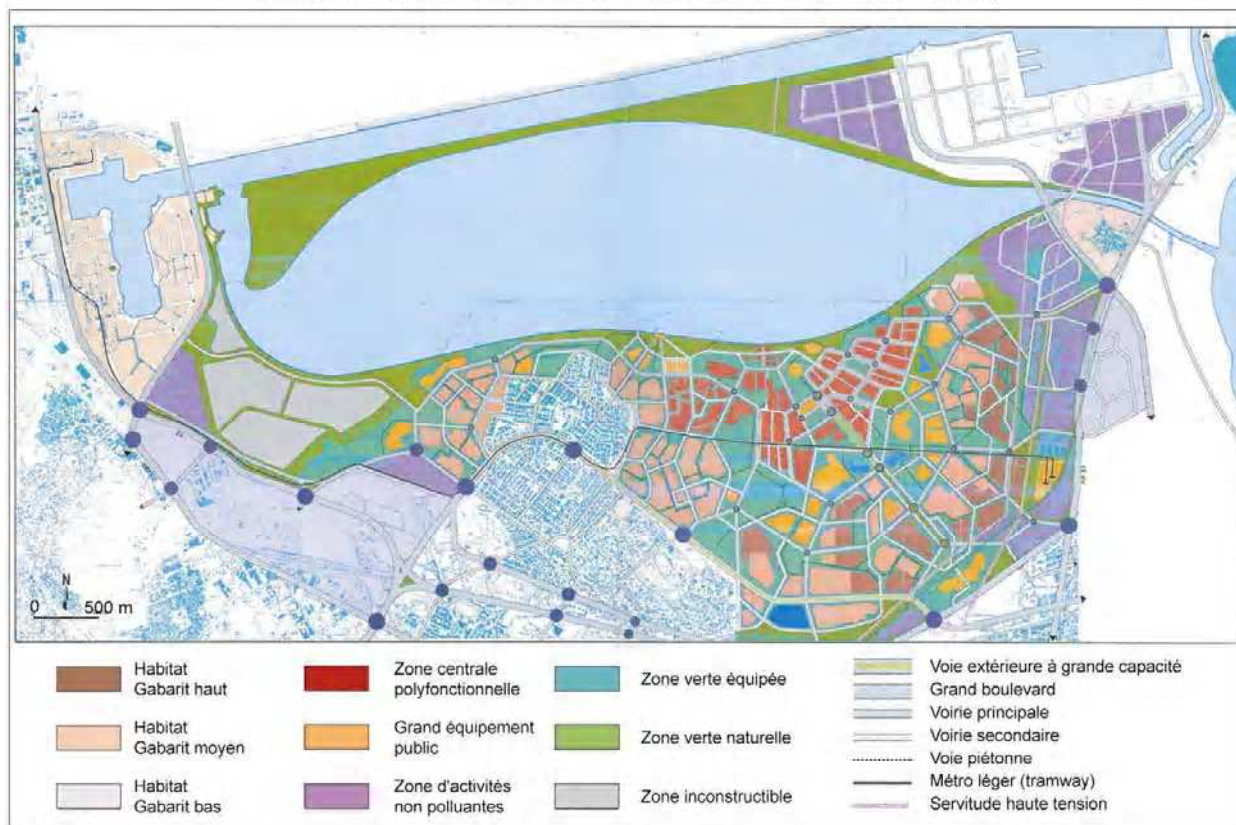 N
0 500 m
Habitat
Gabarit haut
Habitat
Gabarit moyen
Habitat
Gabarit bas
Zone centrale
polyfonctionnelle
Grand équipement
public
Zone d'activités
non polluantes
Zone verte équipée
Zone verte naturelle
Zone inconstructible
Voie extérieure à grande capacité
Grand boulevard
Voirie principale
Voirie secondaire
Voie piétonne
Métro léger (tramway)
Servitude haute tension